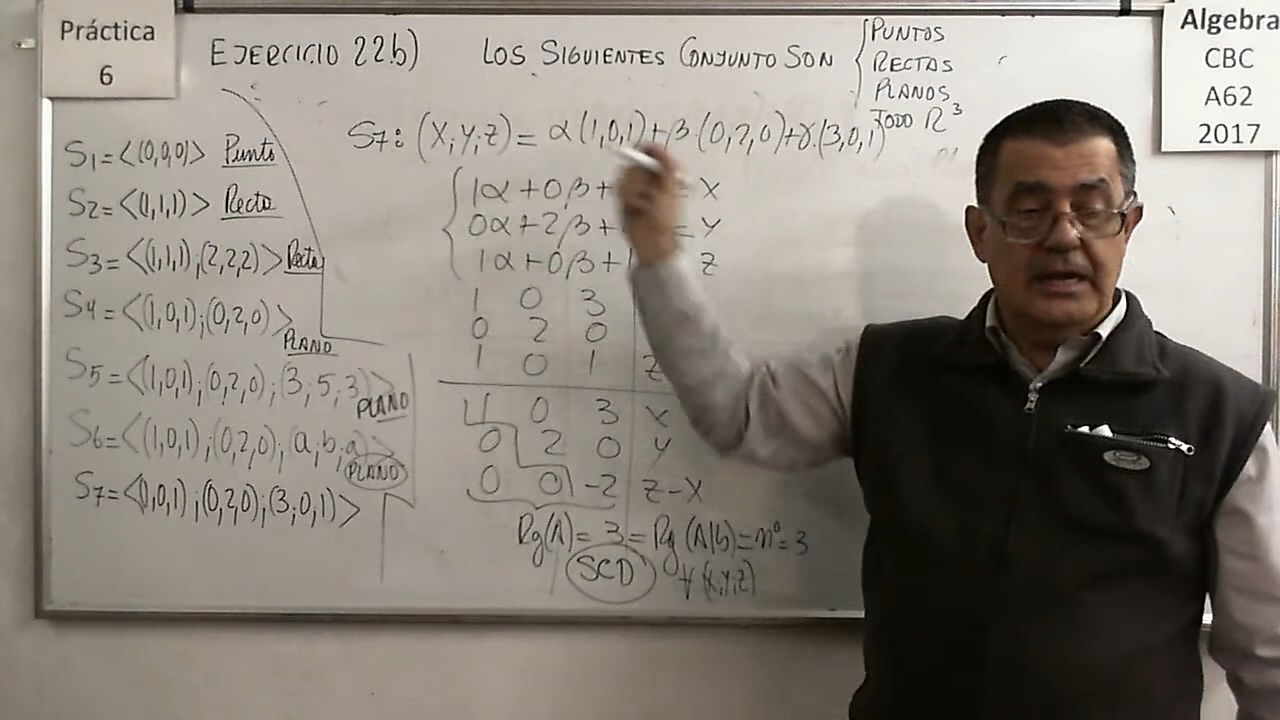 Práctica
6
EJERCICIO 22b)
LOS SIGUIENTES CONJUNTO SON
PUNTOS
RECTAS
PLANOS
TODO R³
Algebra
CBC
A62
2017
S1=<(0,0,0)> Punto
S2=<(1,1,1)> Recta
S3=<(1,1,1);(2,2,2)> Recta
S4=<(1,0,1);(0,2,0)>
PLANO
S5=<(1,0,1);(0,2,0);(3;5;3)>
PLANO
S6=<(1,0,1);(0,2,0);(a;b;a)>
PLANO
S7=<(1,0,1);(0,2,0);(3;0,1)>
S7: (X;Y;Z)= α(1,0,1)+β.(0,2,0)+γ.(3,0,1)
1α+0β+ = X
0α+2β+ = Y
1α+0β+ Z
1 0 3
0 2 0
1 0 1 Z
1 0 3 X
0 2 0 Y
0 0 -2 Z-X
Rg(A)= 3 = Rg(A|b)=nº=3
SCD ∀(X;Y;Z)